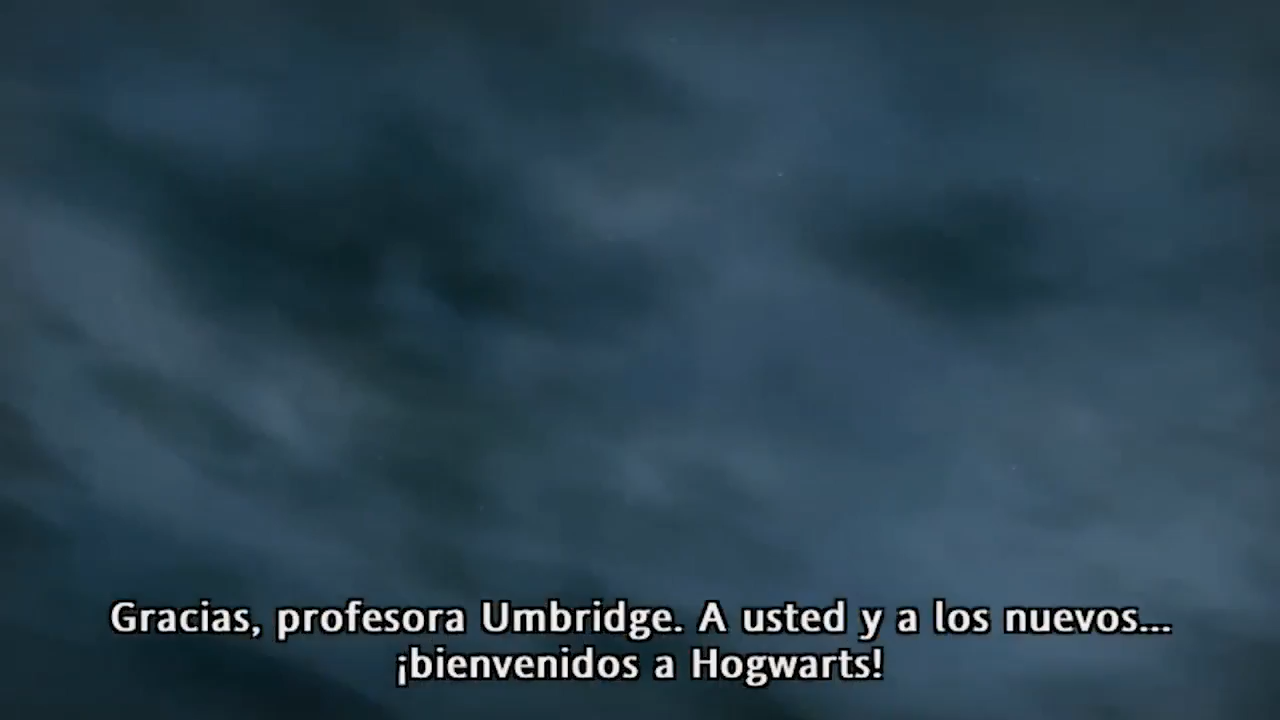 Gracias, profesora Umbridge. A usted y a los nuevos...
¡bienvenidos a Hogwarts!